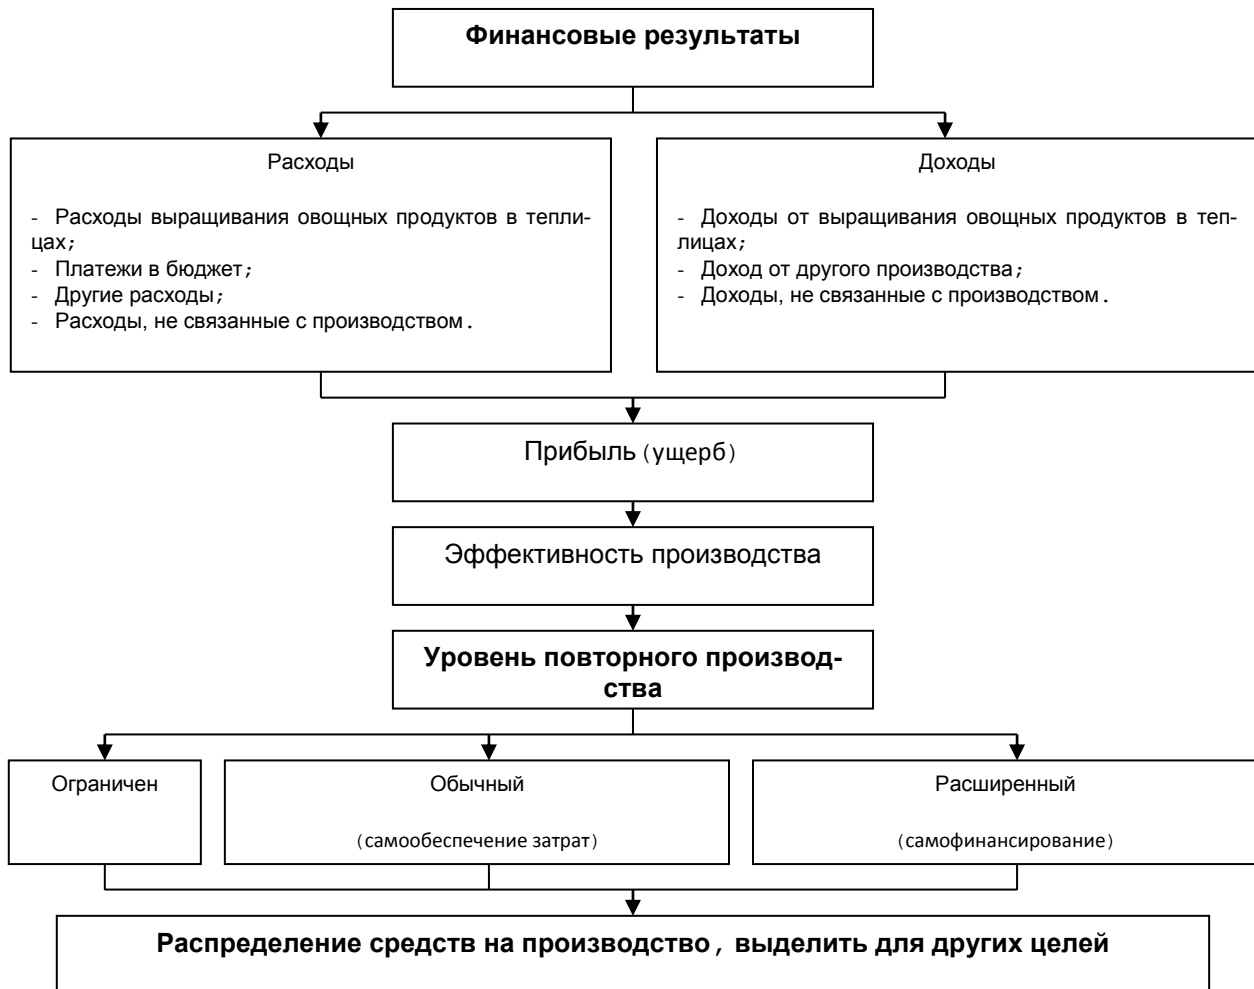 Финансовые результаты
Расходы
- Расходы выращивания овощных продуктов в тепли-
цах;
- Платежи в бюджет;
- Другие расходы;
- Расходы, не связанные с производством.
Доходы
- Доходы от выращивания овощных продуктов в теп-
лицах;
- Доход от другого производства;
- Доходы, не связанные с производством.
Прибыль (ущерб)
Эффективность производства
Уровень повторного производ-
ства
Ограничен
Обычный
(самообеспечение затрат)
Расширенный
(самофинансирование)
Распределение средств на производство, выделить для других целей